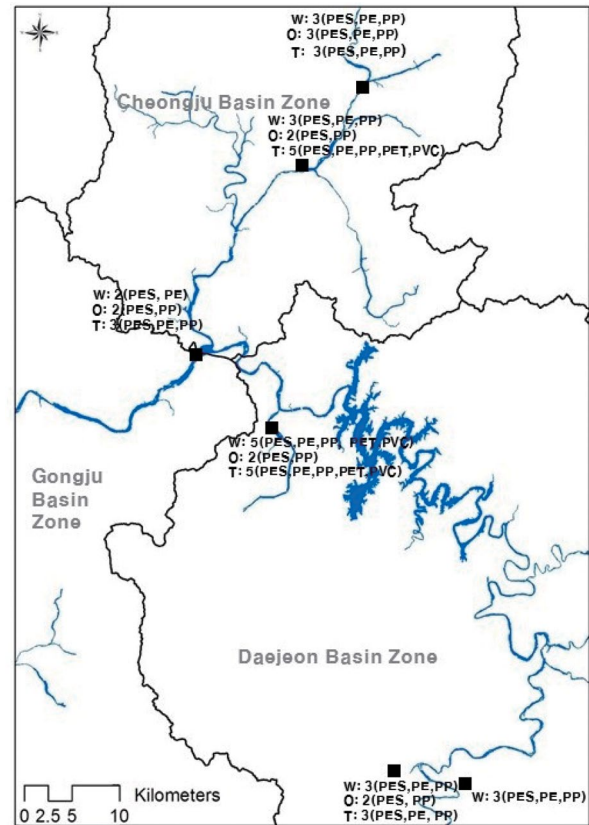 W: 3(PES,PE,PP)
O: 3(PES,PE,PP)
T: 3(PES,PE,PP)
Cheongju Basin Zone
W: 3(PES,PE,PP)
O: 2(PES,PP)
T: 5(PES,PE,PP,PET,PVC)
W: 2(PES, PE)
O: 2(PES,PP)
T: 3(PES,PE,PP)
W: 5(PES,PE,PP, PET,PVC)
O: 2(PES,PP)
T: 5(PES,PE,PP,PET,PVC)
Gongju
Basin
Zone
Daejeon Basin Zone
W: 3(PES,PE,PP)
O: 2(PES, PP)
T: 3(PES,PE, PP)
W: 3(PES,PE,PP)
Kilometers
0 2.5 5 10